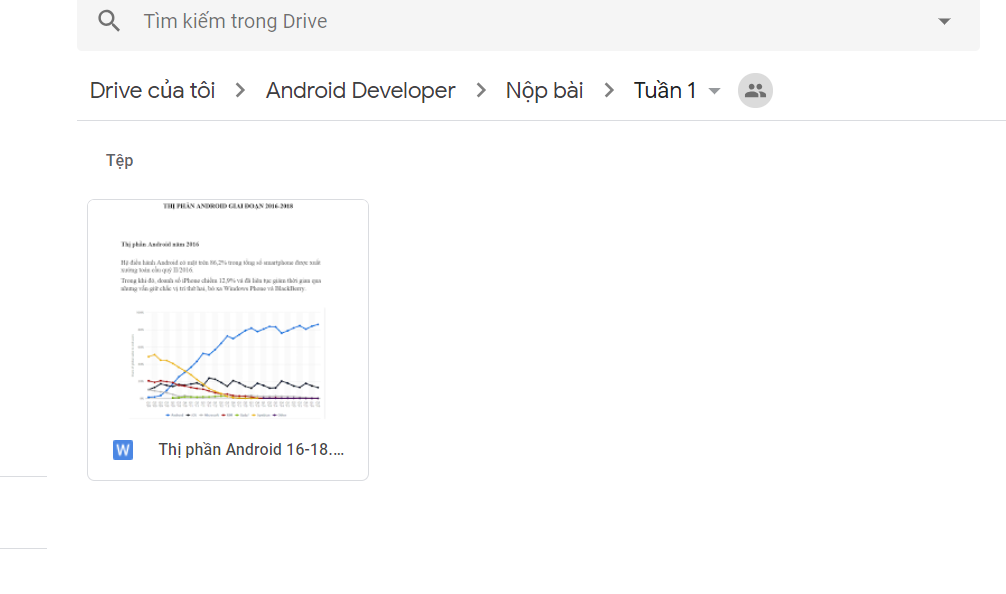 Tìm kiếm trong Drive
Drive của tôi > Android Developer > Nộp bài > Tuần 1
Tệp
THỊ PHẦN ANDROID GIAI ĐOẠN 2016-2018
Thị phần Android năm 2016
Hệ điều hành Android có mặt trên 86,2% trong tổng số smartphone được xuất
xưởng toàn cầu quý II/2016.
Trong khi đó, doanh số iPhone chiếm 12,9% và đã liên tục giảm thời gian qua
nhưng vẫn giữ chắc vị trí thứ hai, bỏ xa Windows Phone và BlackBerry.
W Thị phần Android 16-18....